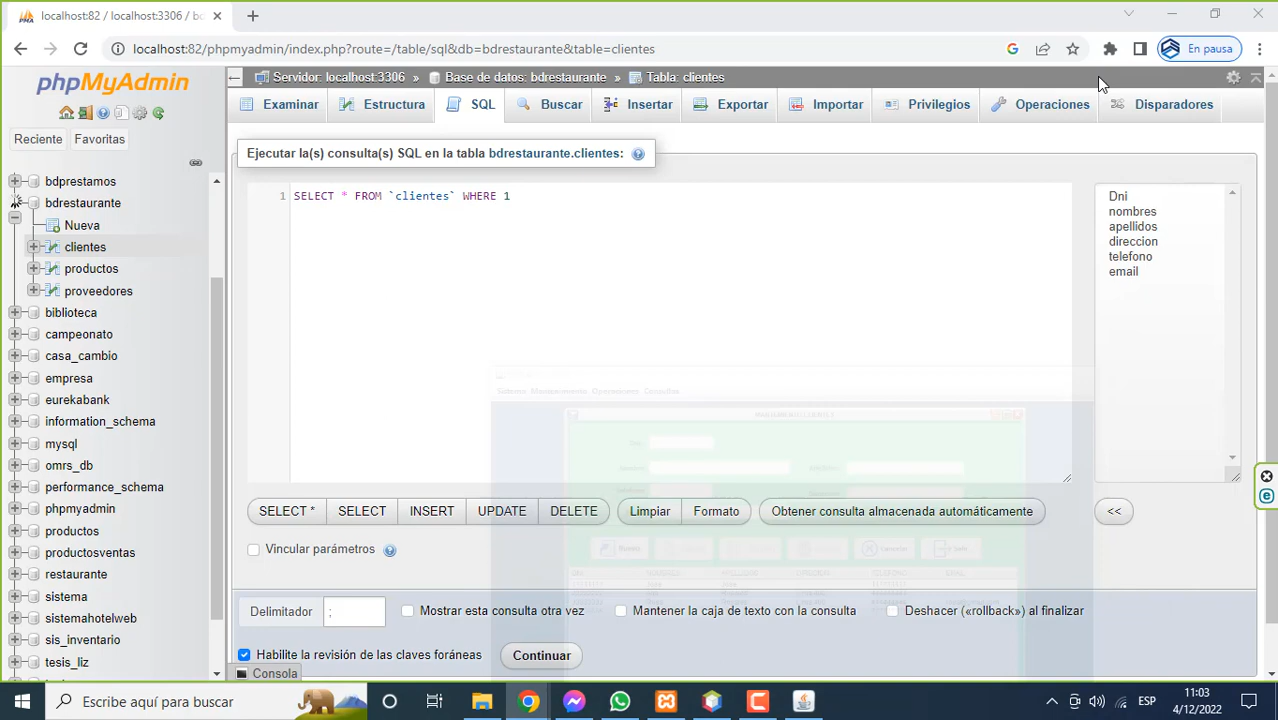 localhost:82 / localhost:3306 / bd
localhost:82/phpmyadmin/index.php?route=/table/sql&db=bdrestaurante&table=clientes
En pausa
phpMyAdmin
Reciente
Favoritas
bdprestamos
bdrestaurante
Nueva
clientes
productos
proveedores
biblioteca
campeonato
casa_cambio
empresa
eurekabank
information_schema
mysql
omrs_db
performance_schema
phpmyadmin
productos
productosventas
restaurante
sistema
sistemahotelweb
sis_inventario
tesis_liz
Servidor: localhost:3306 » Base de datos: bdrestaurante » Tabla: clientes
Examinar
Estructura
SQL
Buscar
Insertar
Exportar
Importar
Privilegios
Operaciones
Disparadores
Ejecutar la(s) consulta(s) SQL en la tabla bdrestaurante.clientes:
1 SELECT * FROM `clientes` WHERE 1
Dni
nombres
apellidos
direccion
telefono
email
Sistema Mantenimiento Operaciones Consultas
SELECT *
SELECT
INSERT
UPDATE
DELETE
Limpiar
Formato
Obtener consulta almacenada automáticamente
<<
Vincular parámetros
Delimitador
;
Mostrar esta consulta otra vez
Mantener la caja de texto con la consulta
Deshacer («rollback») al finalizar
Habilite la revisión de las claves foráneas
Continuar
Consola
Escribe aquí para buscar
ESP
11:03
4/12/2022